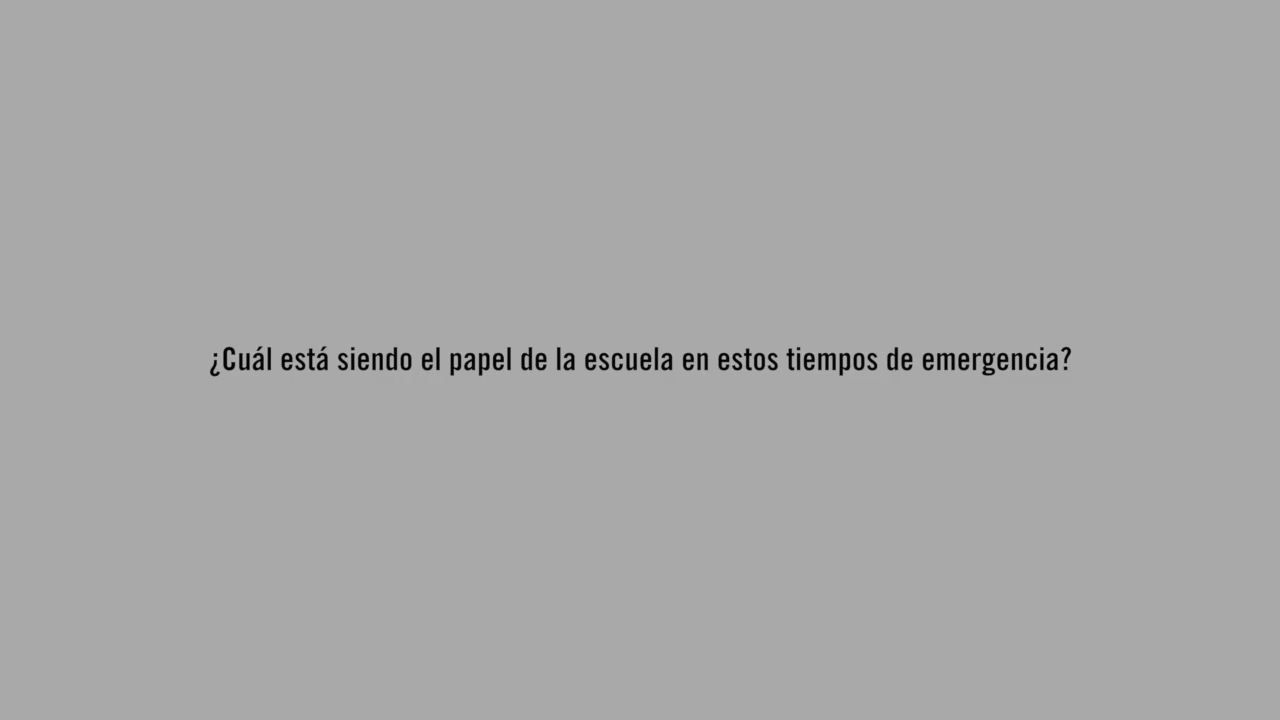 ¿Cuál está siendo el papel de la escuela en estos tiempos de emergencia?